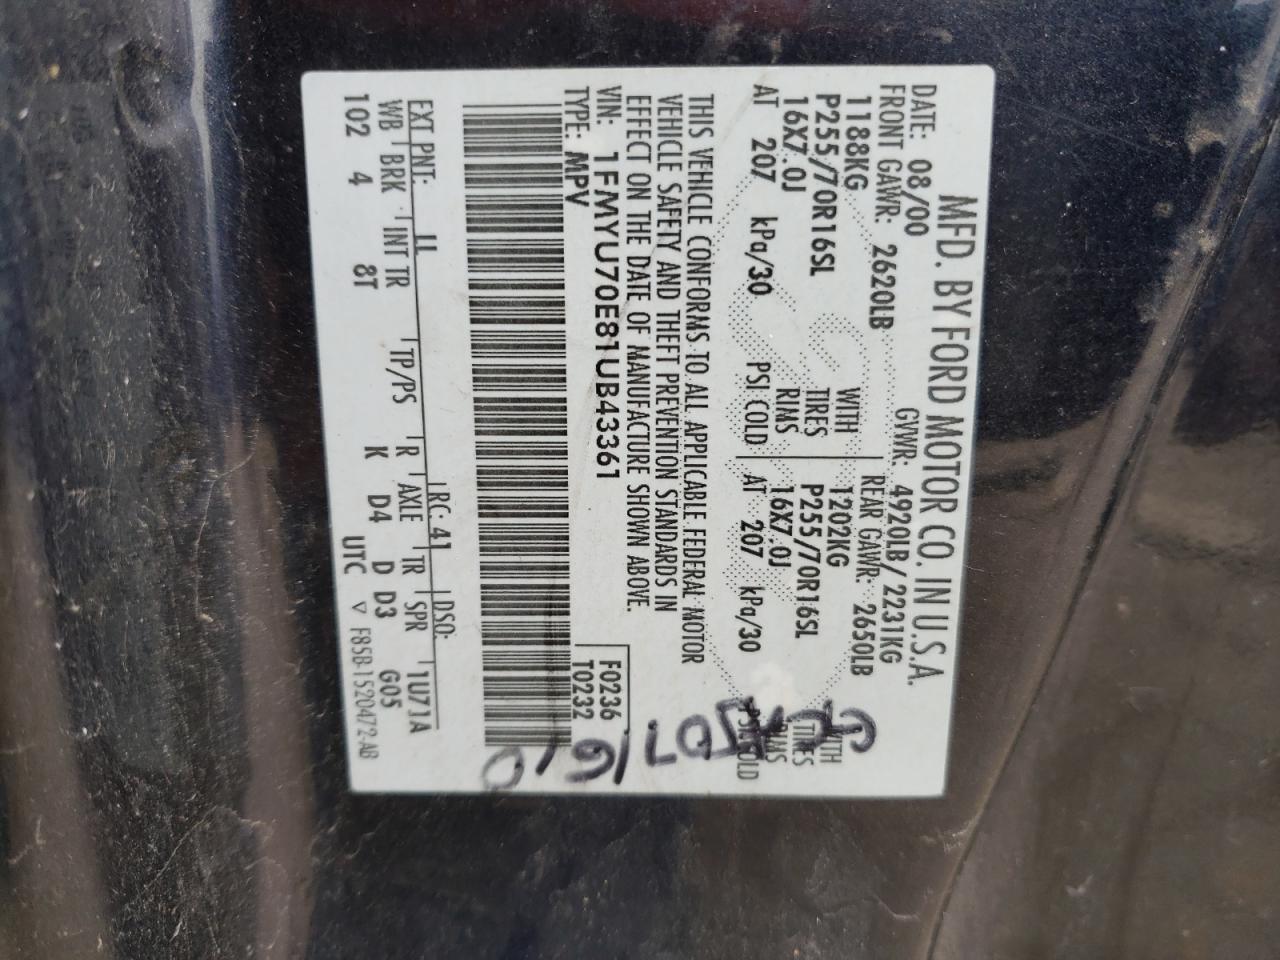 MFD. BY FORD MOTOR CO. IN U.S.A.
DATE: 08/00 GVWR: 4920LB/ 2231KG
FRONT GAWR: 2620LB REAR GAWR: 2650LB
1188KG WITH 1202KG WITH
P255/70R16SL TIRES P255/70R16SL TIRES
16X7.0J RIMS 16X7.0J RIMS
AT 207 kPa/30 PSI COLD AT 207 kPa/30 PSI COLD
THIS VEHICLE CONFORMS TO ALL APPLICABLE FEDERAL MOTOR
VEHICLE SAFETY AND THEFT PREVENTION STANDARDS IN
EFFECT ON THE DATE OF MANUFACTURE SHOWN ABOVE.
VIN: 1FMYU70E81UB43361 F0236
TYPE: MPV T0232
EXT PNT: LL RC: 41 DSO:
WB BRK INT TR TP/PS R AXLE TR SPR 1U71A
102 4 8T K D4 D D3 G05
UTC ▽ F85B-1520472-AB